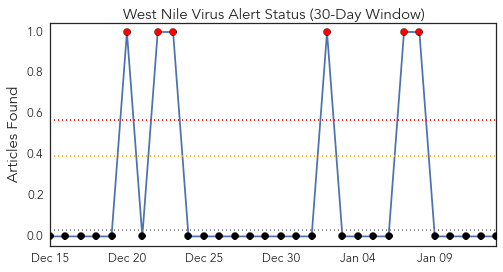 West Nile Virus Alert Status (30-Day Window)
Articles Found
1.0
0.8
0.6
0.4
0.2
0.0
Dec 15 Dec 20 Dec 25 Dec 30 Jan 04 Jan 09